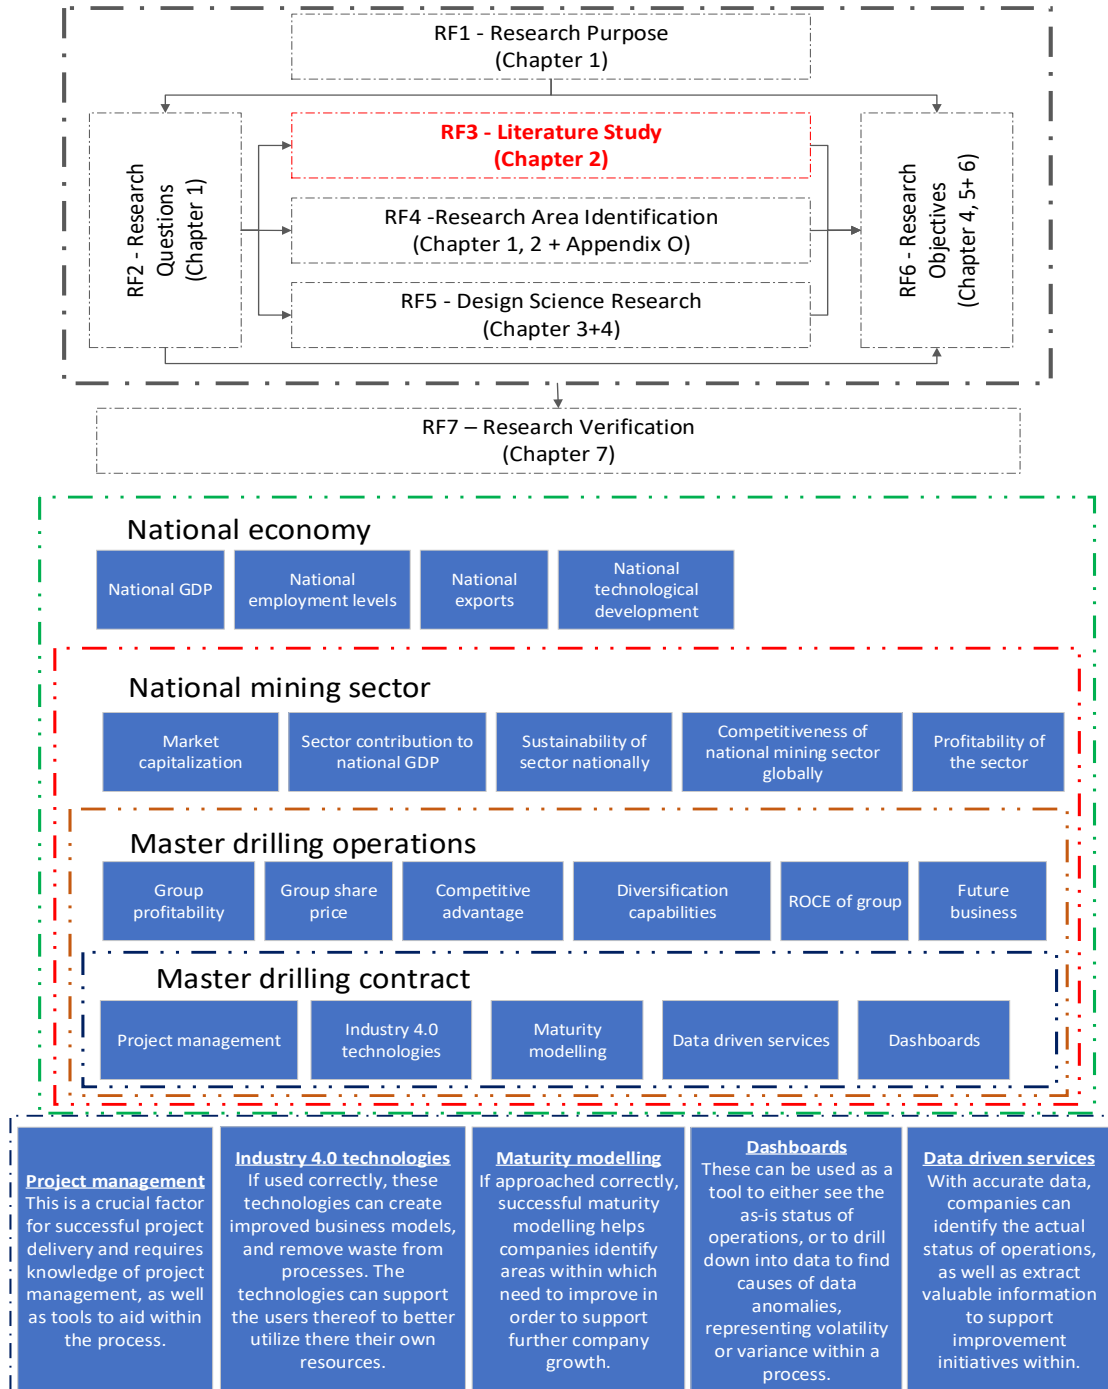 RF1 - Research Purpose
(Chapter 1)
RF2 - Research
Questions
(Chapter 1)
RF3 - Literature Study
(Chapter 2)
RF4 -Research Area Identification
(Chapter 1, 2 + Appendix O)
RF5 - Design Science Research
(Chapter 3+4)
RF6 - Research
Objectives
(Chapter 4, 5+ 6)
RF7 – Research Verification
(Chapter 7)
National economy
National GDP
National
employment levels
National
exports
National
technological
development
National mining sector
Market
capitalization
Sector contribution to
national GDP
Sustainability of
sector nationally
Competitiveness of
national mining sector
globally
Profitability of
the sector
Master drilling operations
Group
profitability
Group share
price
Competitive
advantage
Diversification
capabilities
ROCE of group
Future
business
Master drilling contract
Project management
Industry 4.0
technologies
Maturity
modelling
Data driven services
Dashboards
Project management
This is a crucial factor
for successful project
delivery and requires
knowledge of project
management, as well
as tools to aid within
the process.
Industry 4.0 technologies
If used correctly, these
technologies can create
improved business models,
and remove waste from
processes. The
technologies can support
the users thereof to better
utilize there their own
resources.
Maturity modelling
If approached correctly,
successful maturity
modelling helps
companies identify
areas within which
need to improve in
order to support
further company
growth.
Dashboards
These can be used as a
tool to either see the
as-is status of
operations, or to drill
down into data to find
causes of data
anomalies,
representing volatility
or variance within a
process.
Data driven services
With accurate data,
companies can
identify the actual
status of operations,
as well as extract
valuable information
to support
improvement
initiatives within.